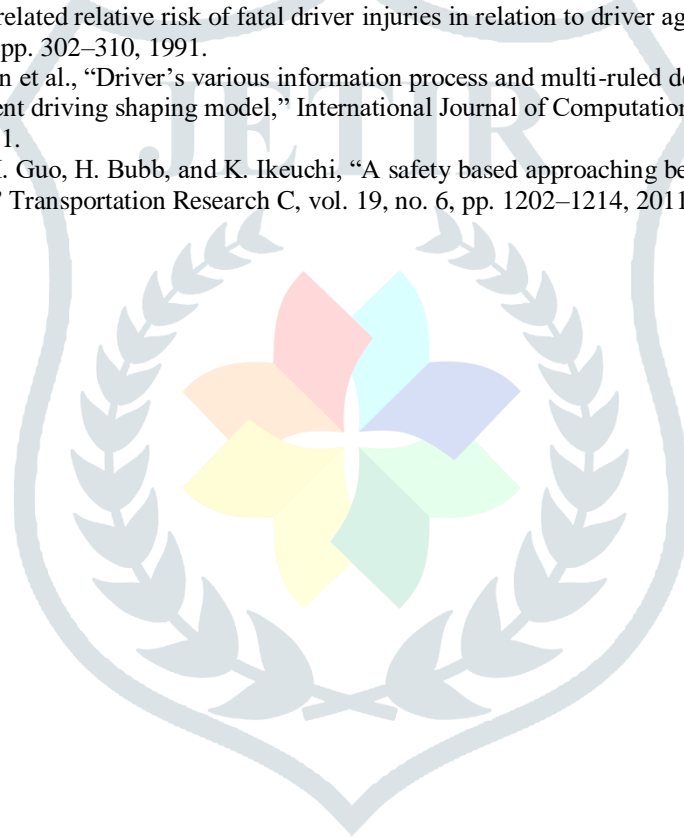 related relative risk of fatal driver injuries in relation to driver ag
pp. 302–310, 1991.
n et al., “Driver’s various information process and multi-ruled d
ent driving shaping model,” International Journal of Computation
1.
. Guo, H. Bubb, and K. Ikeuchi, “A safety based approaching be
” Transportation Research C, vol. 19, no. 6, pp. 1202–1214, 2011
JETIR